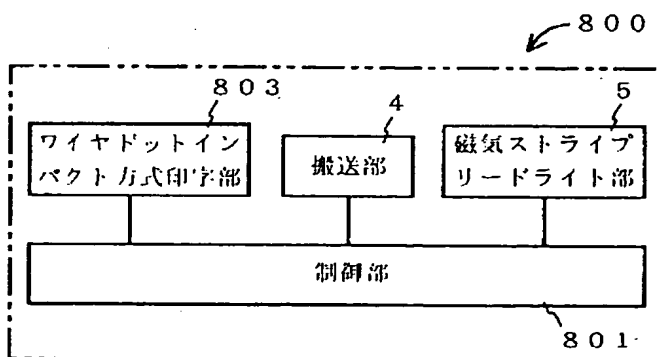 ８００
８０３
４
５
ワイヤドットイン
パクト方式印字部
搬送部
磁気ストライプ
リードライト部
制御部
８０１